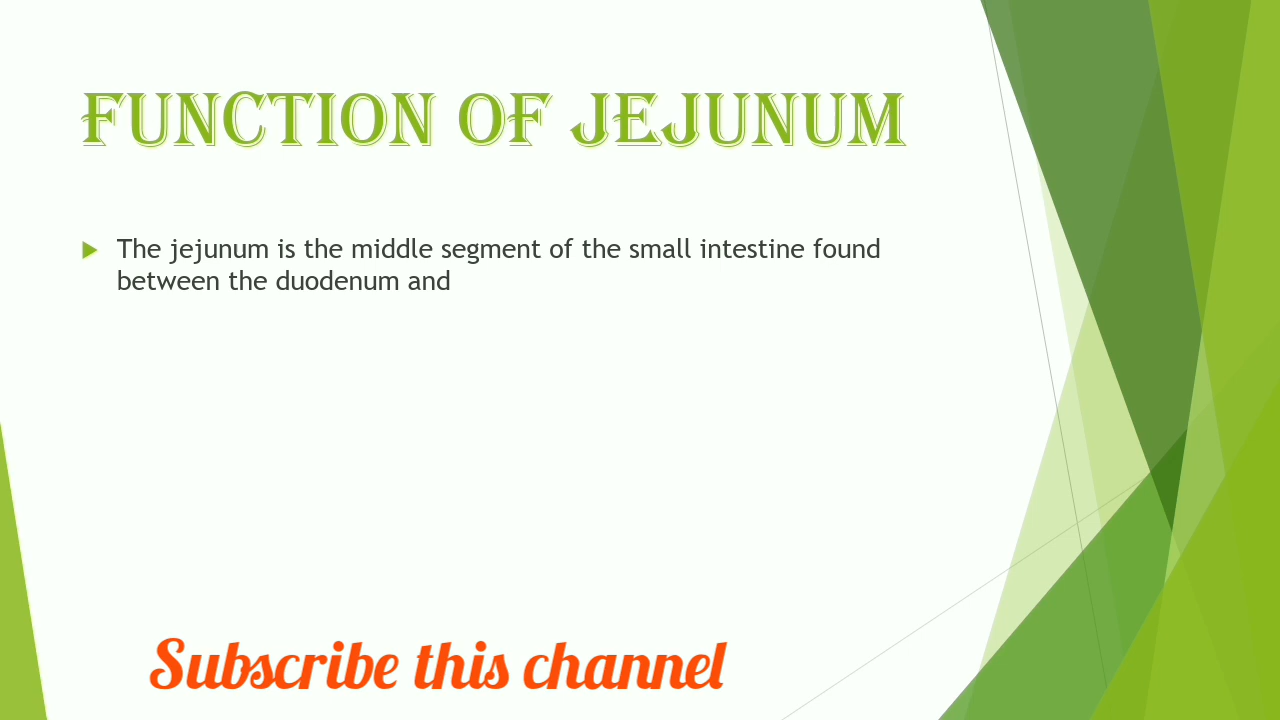 FUNCTION OF JEJUNUM
The jejunum is the middle segment of the small intestine found
between the duodenum and
Subscribe this channel